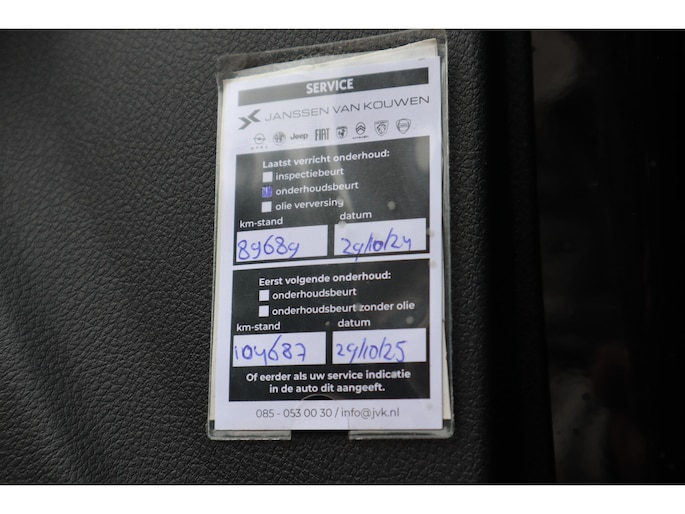 SERVICE
JANSSEN VAN KOUWEN
OPEL Jeep FIAT
Laatst verricht onderhoud:
inspectiebeurt
onderhoudsbeurt
olie verversing
km-stand datum
89689 29/10/24
Eerst volgende onderhoud:
onderhoudsbeurt
onderhoudsbeurt zonder olie
km-stand datum
104687 29/10/25
Of eerder als uw service indicatie
in de auto dit aangeeft.
085 - 053 00 30 / info@jvk.nl